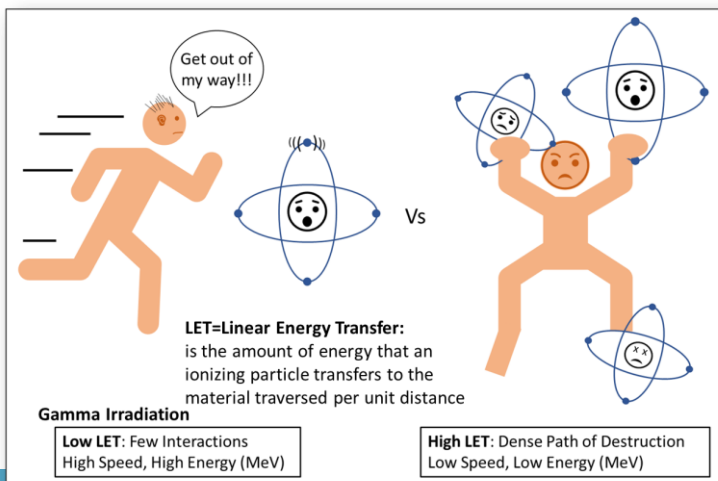 Get out of
my way!!!
Vs
LET=Linear Energy Transfer:
is the amount of energy that an
ionizing particle transfers to the
material traversed per unit distance
Gamma Irradiation
Low LET: Few Interactions
High Speed, High Energy (MeV)
High LET: Dense Path of Destruction
Low Speed, Low Energy (MeV)